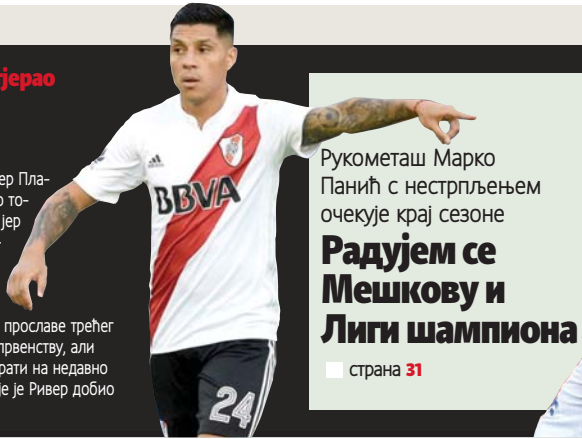 јерао
ер Пла-
о то-
јер
прославе трећег
првенству, али
рати на недавно
је је Ривер добио
adidas
BBVA
24
Рукометаш Марко
Панић с нестрпљењем
очекује крај сезоне
Радујем се
Мешкову и
Лиги шампиона
страна 31